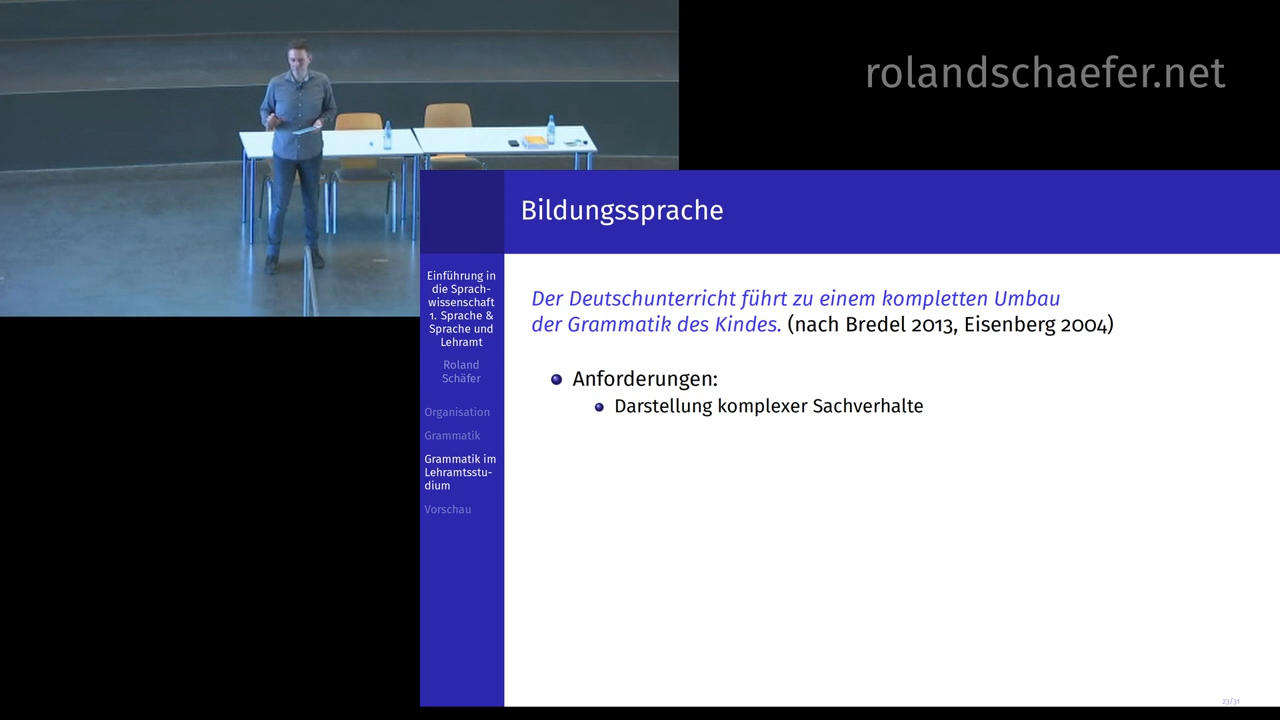 rolandschaefer.net
Bildungssprache
Einführung in
die Sprach-
wissenschaft
1. Sprache &
Sprache und
Lehramt
Roland
Schäfer
Organisation
Grammatik
Grammatik im
Lehramtsstu-
dium
Vorschau
Der Deutschunterricht führt zu einem kompletten Umbau
der Grammatik des Kindes. (nach Bredel 2013, Eisenberg 2004)
Anforderungen:
Darstellung komplexer Sachverhalte
23/31